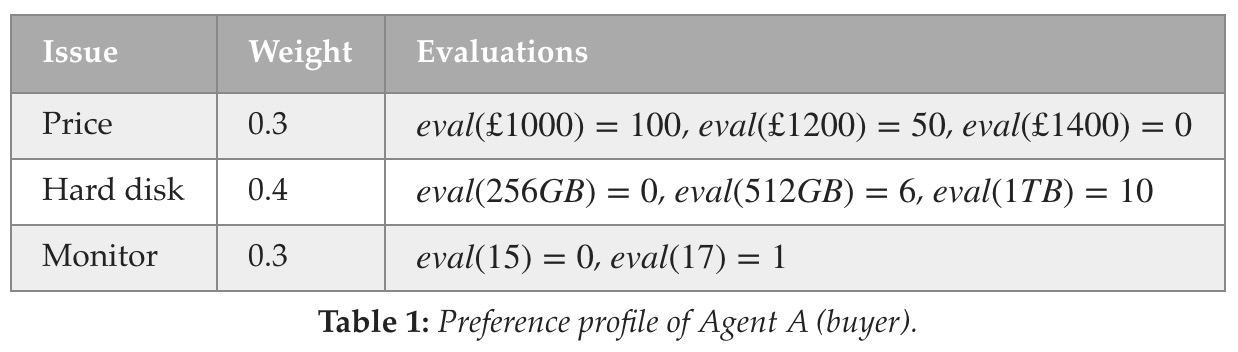 Issue Weight Evaluations
Price 0.3 eval(£1000) = 100, eval(£1200) = 50, eval(£1400) = 0
Hard disk 0.4 eval(256GB) = 0, eval(512GB) = 6, eval(1TB) = 10
Monitor 0.3 eval(15) = 0, eval(17) = 1
Table 1: Preference profile of Agent A (buyer).